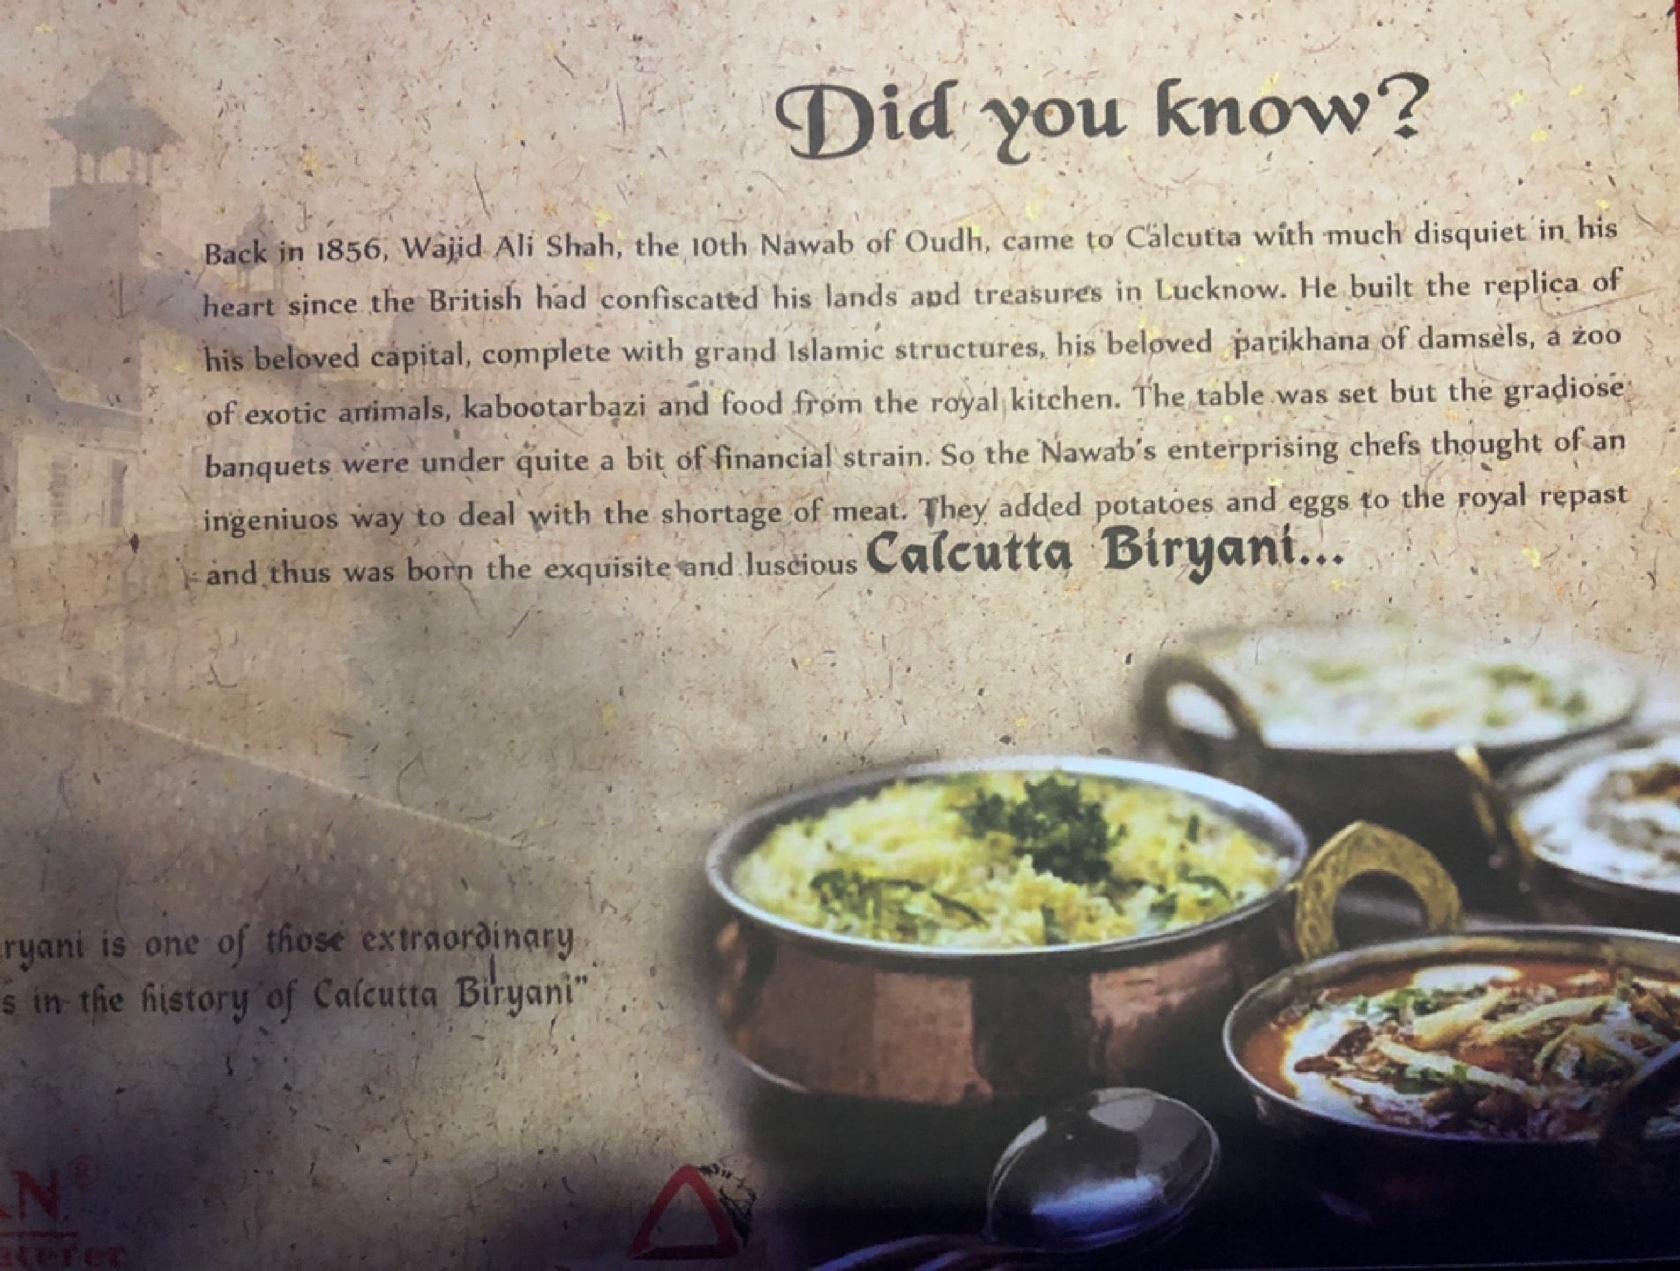 Did you know?
Back in 1856, Wajid Ali Shah, the 10th Nawab of Oudh, came to Calcutta with much disquiet in his
heart since the British had confiscated his lands and treasures in Lucknow. He built the replica of
his beloved capital, complete with grand Islamic structures, his beloved parikhana of damsels, a zoo
of exotic animals, kabootarbazi and food from the royal kitchen. The table was set but the gradiose
banquets were under quite a bit of financial strain. So the Nawab's enterprising chefs thought of an
ingeniuos way to deal with the shortage of meat. They added potatoes and eggs to the royal repast
and thus was born the exquisite and luscious Calcutta Biryani...
ryani is one of those extraordinary
s in the history of Calcutta Biryani"
AN®
aterer